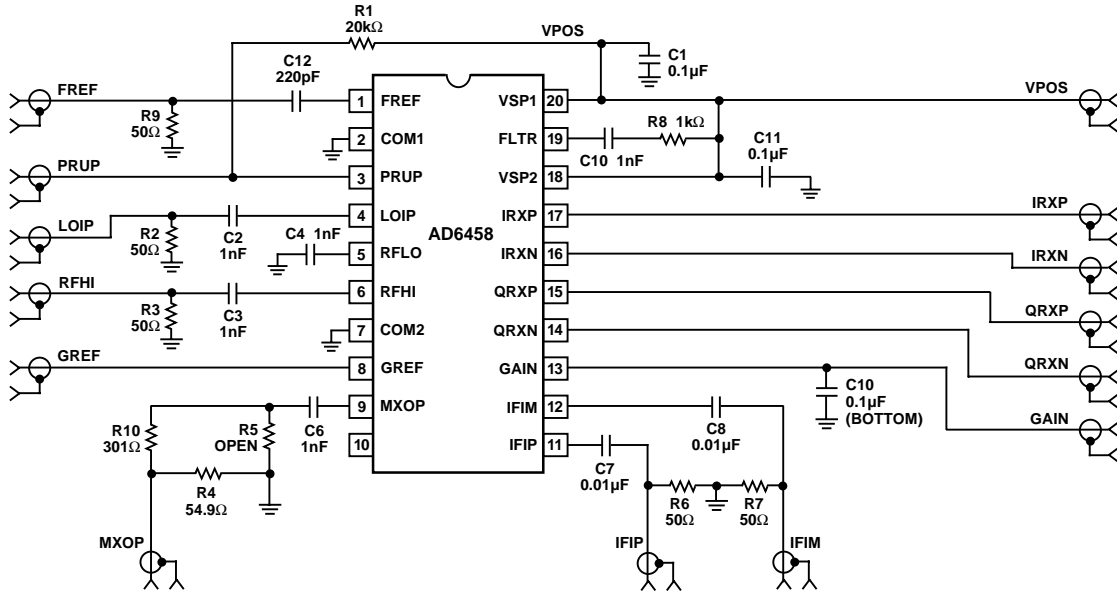 R1
20kΩ
VPOS
C12
220pF
C1
0.1µF
FREF
R9
50Ω
1 FREF
VSP1 20
VPOS
2 COM1
FLTR 19
R8 1kΩ
C10 1nF
C11
0.1µF
PRUP
3 PRUP
VSP2 18
LOIP
R2
50Ω
C2
1nF
4 LOIP
IRXP 17
IRXP
AD6458
C4 1nF
5 RFLO
IRXN 16
IRXN
RFHI
R3
50Ω
C3
1nF
6 RFHI
QRXP 15
QRXP
7 COM2
QRXN 14
QRXN
GREF
8 GREF
GAIN 13
C10
0.1µF
(BOTTOM)
GAIN
R10
301Ω
R5
OPEN
C6
1nF
9 MXOP
IFIM 12
C8
0.01µF
10
IFIP 11
C7
0.01µF
R4
54.9Ω
R6
50Ω
R7
50Ω
MXOP
IFIP
IFIM